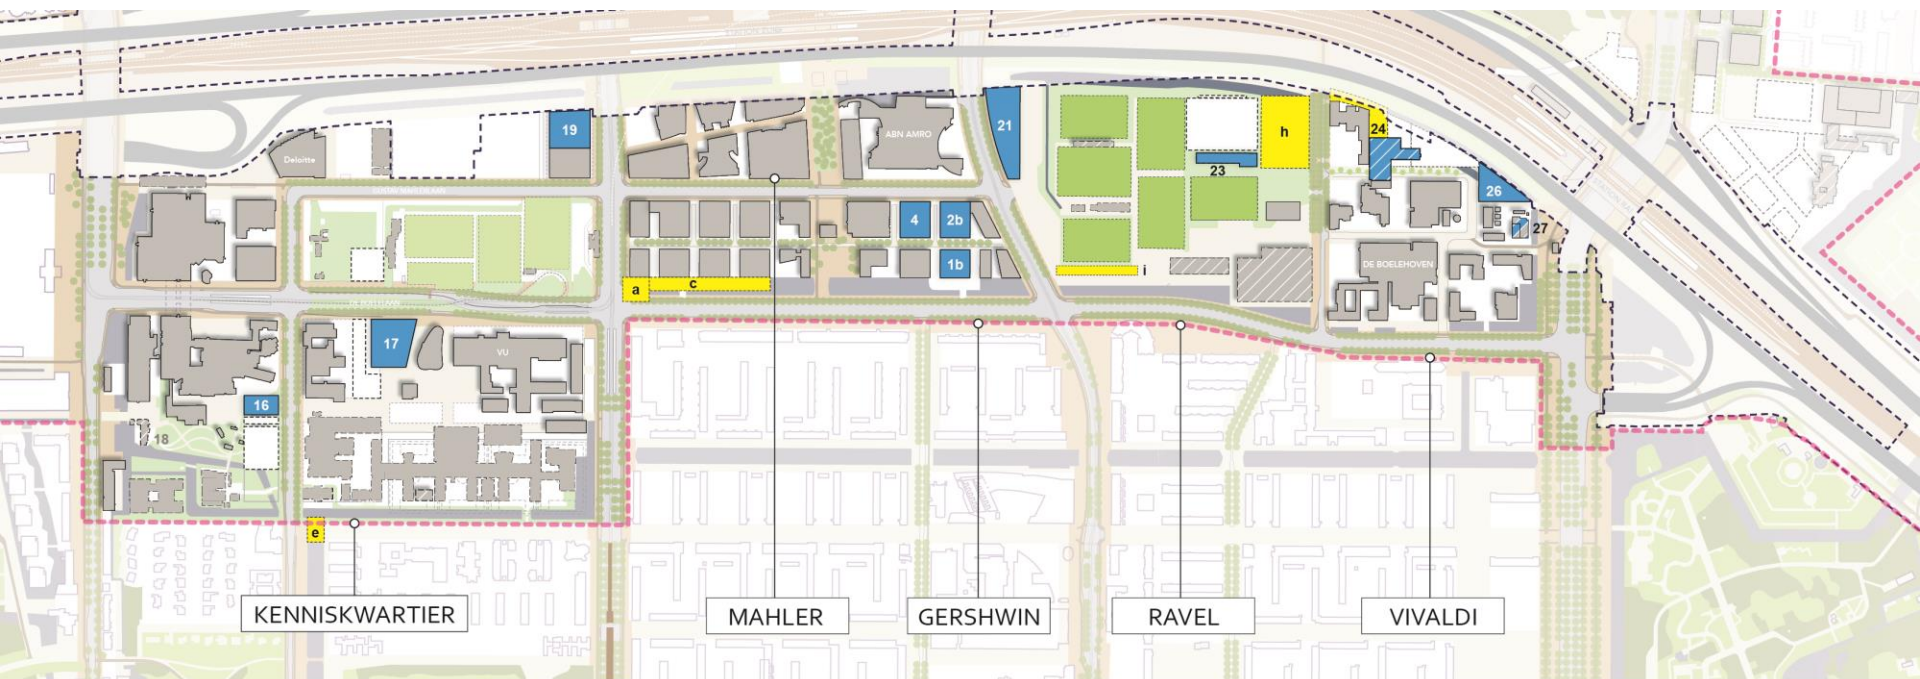 19
ABN AMRO
21
h
24
Deloitte
23
26
4
2b
27
1b
DE BOELEHOVEN
a
c
i
17
VU
16
18
e
KENNISKWARTIER
MAHLER
GERSHWIN
RAVEL
VIVALDI